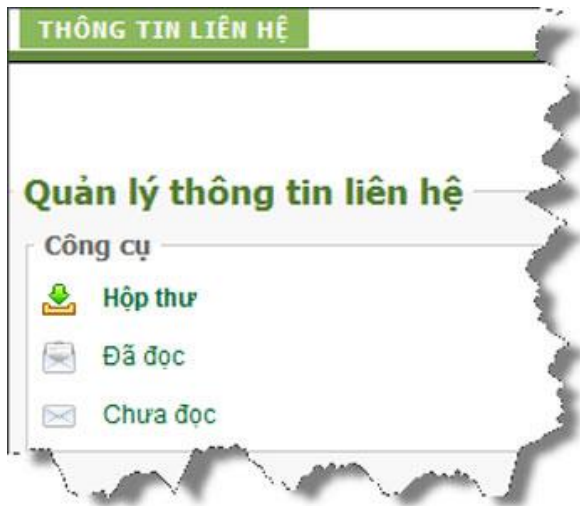 THÔNG TIN LIÊN HỆ
Quản lý thông tin liên hệ
Công cụ
Hộp thư
Đã đọc
Chưa đọc